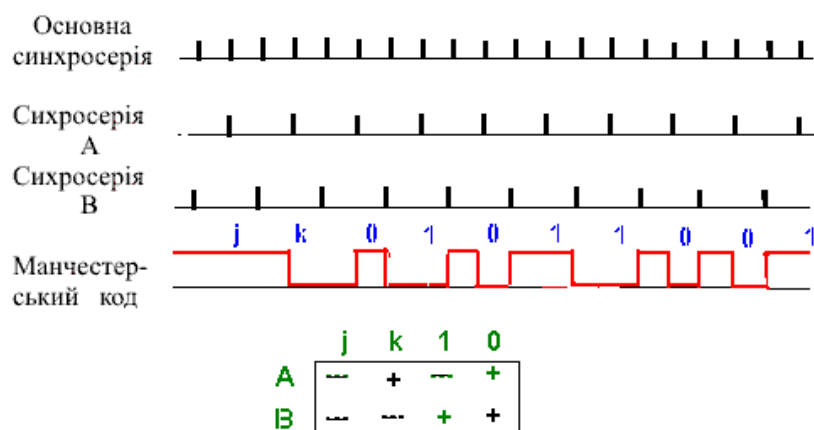 Основна
синхросерія
Сихросерія
А
Сихросерія
В
j k 0 1 0 1 1 0 0 1
Манчестер-
ський код
j k 1 0
A — + — +
B — --- + +